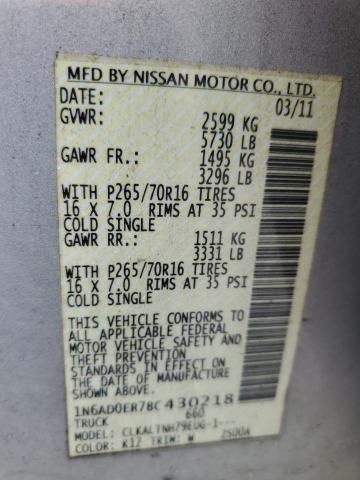 MFD BY NISSAN MOTOR CO., LTD.
DATE: 03/11
GVWR: 2599 KG
5730 LB
GAWR FR.: 1495 KG
3296 LB
WITH P265/70R16 TIRES
16 X 7.0 RIMS AT 35 PSI
COLD SINGLE
GAWR RR.: 1511 KG
3331 LB
WITH P265/70R16 TIRES
16 X 7.0 RIMS AT 35 PSI
COLD SINGLE
THIS VEHICLE CONFORMS TO
ALL APPLICABLE FEDERAL
MOTOR VEHICLE SAFETY AND
THEFT PREVENTION
STANDARDS IN EFFECT ON
THE DATE OF MANUFACTURE
SHOWN ABOVE.
1N6AD0ER7BC430218
TRUCK 660
MODEL:
COLOR: K12 TRIM: W 2500A